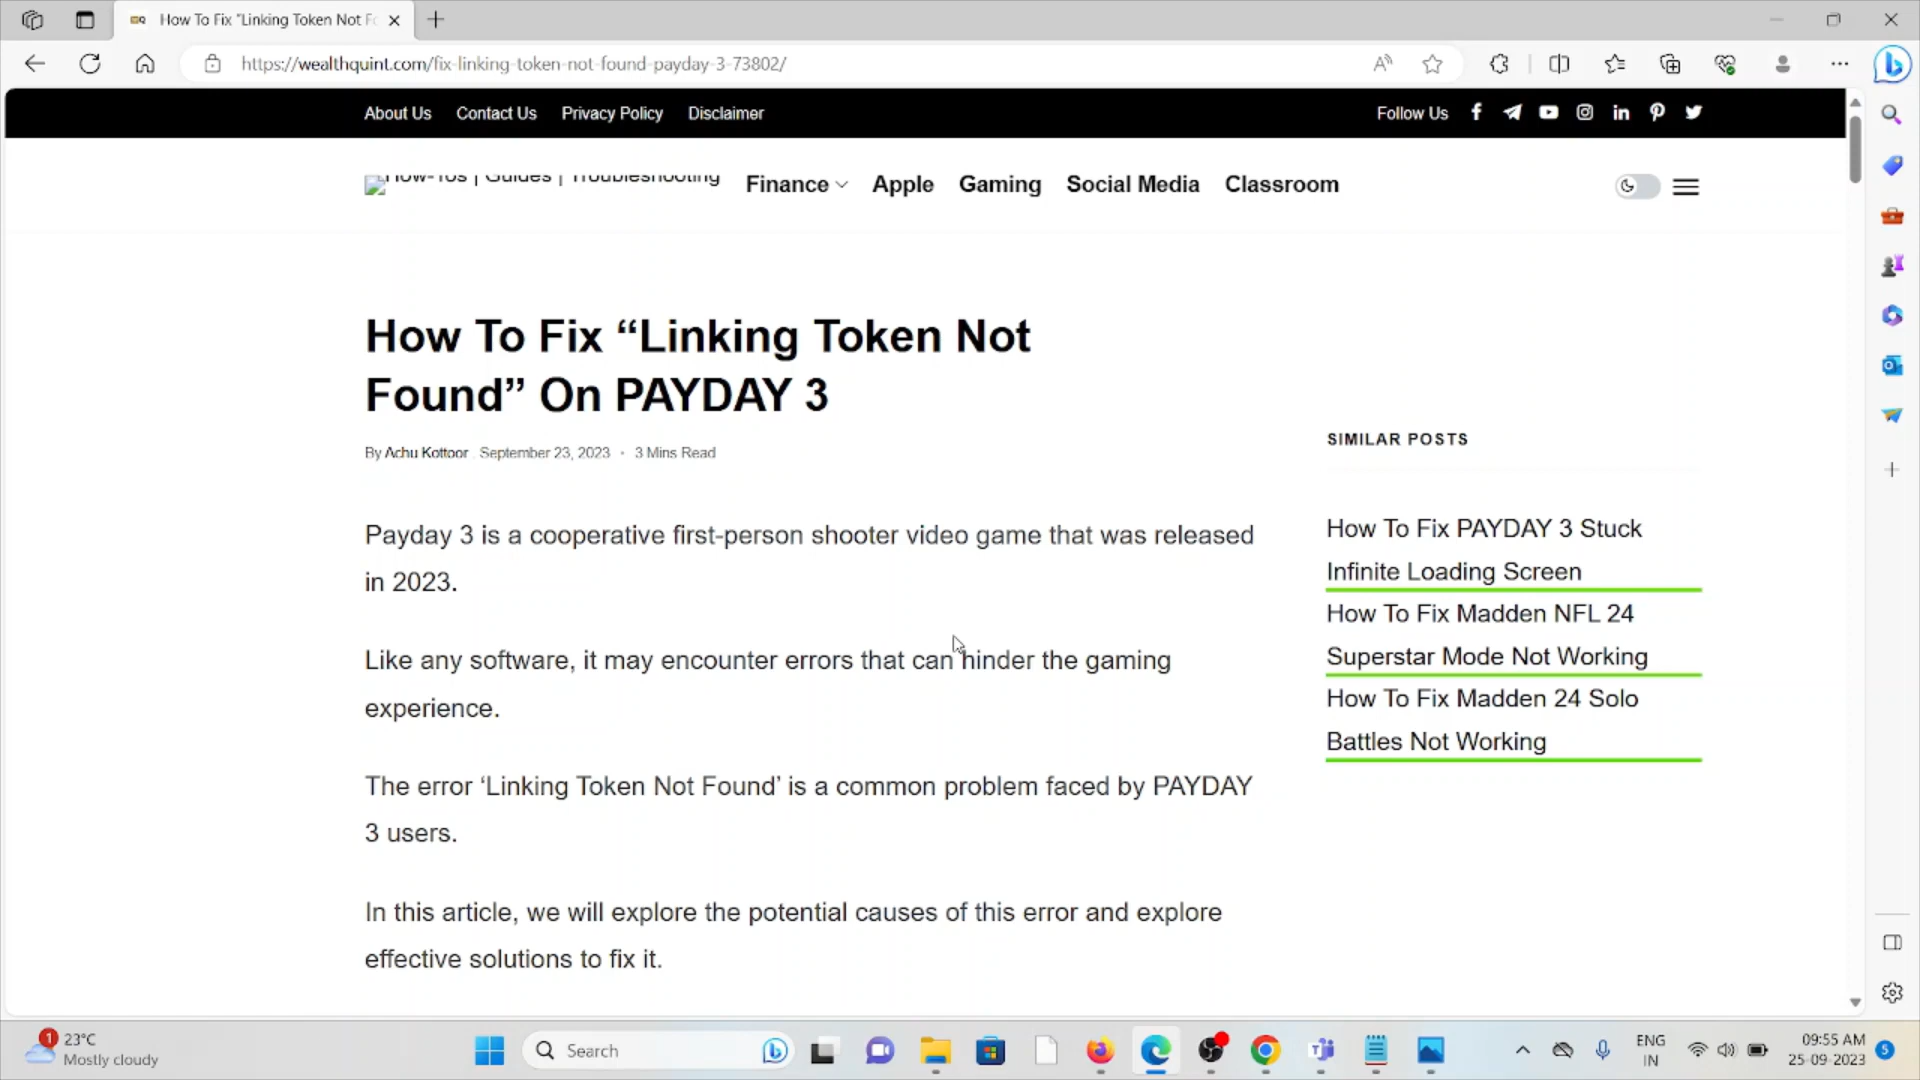 How To Fix "Linking Token Not Fo
https://wealthquint.com/fix-linking-token-not-found-payday-3-73802/
About Us Contact Us Privacy Policy Disclaimer Follow Us
How-Tos | Guides | Troubleshooting Finance Apple Gaming Social Media Classroom
How To Fix “Linking Token Not
Found” On PAYDAY 3
By Achu Kottoor September 23, 2023 • 3 Mins Read
SIMILAR POSTS
Payday 3 is a cooperative first-person shooter video game that was released
in 2023.
Like any software, it may encounter errors that can hinder the gaming
experience.
The error ‘Linking Token Not Found’ is a common problem faced by PAYDAY
3 users.
In this article, we will explore the potential causes of this error and explore
effective solutions to fix it.
How To Fix PAYDAY 3 Stuck
Infinite Loading Screen
How To Fix Madden NFL 24
Superstar Mode Not Working
How To Fix Madden 24 Solo
Battles Not Working
1
23°C
Mostly cloudy
Search
ENG
IN
09:55 AM
25-09-2023
5